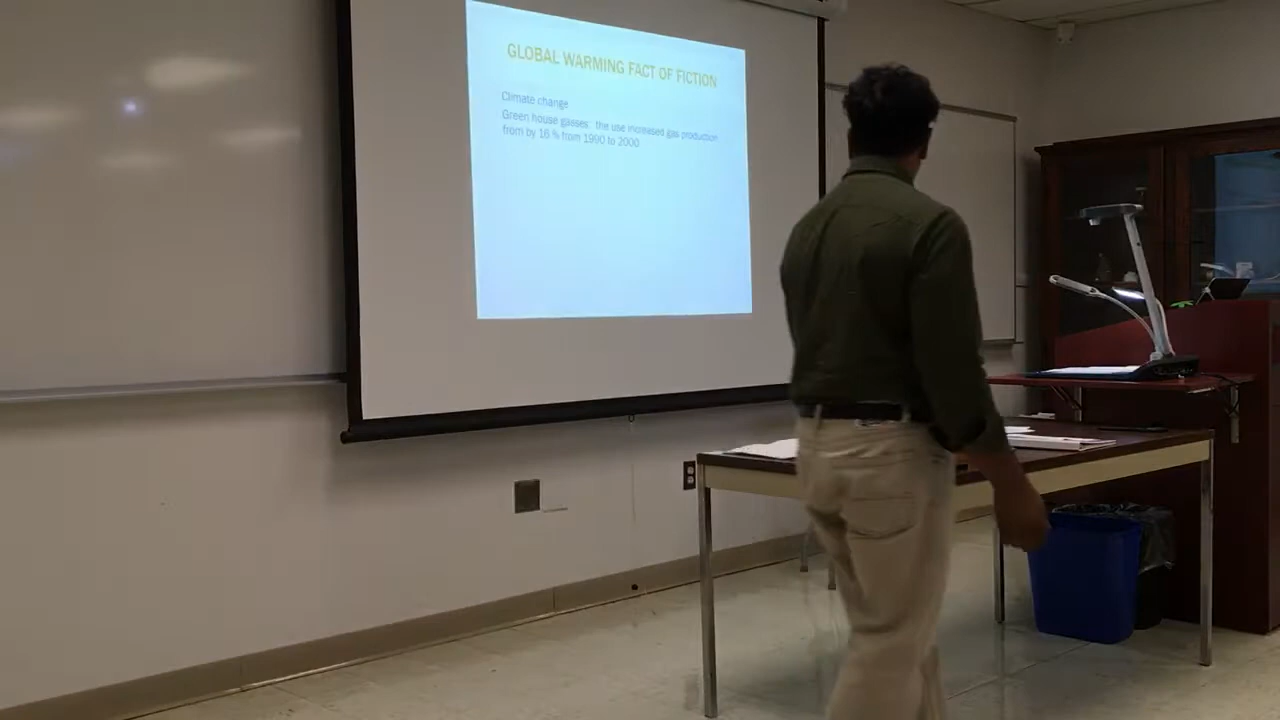 GLOBAL WARMING FACT OF FICTION
Climate change
Green house gasses: the use increased gas production
from by 16 % from 1990 to 2000